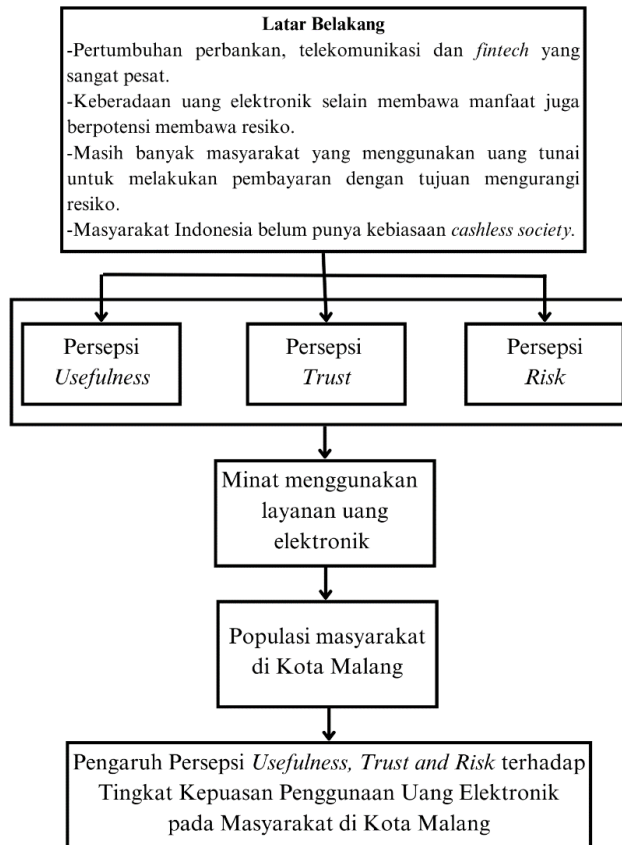 Latar Belakang
-Pertumbuhan perbankan, telekomunikasi dan fintech yang
sangat pesat.
-Keberadaan uang elektronik selain membawa manfaat juga
berpotensi membawa resiko.
-Masih banyak masyarakat yang menggunakan uang tunai
untuk melakukan pembayaran dengan tujuan mengurangi
resiko.
-Masyarakat Indonesia belum punya kebiasaan cashless society.
Persepsi
Usefulness
Persepsi
Trust
Persepsi
Risk
Minat menggunakan
layanan uang
elektronik
Populasi masyarakat
di Kota Malang
Pengaruh Persepsi Usefulness, Trust and Risk terhadap
Tingkat Kepuasan Penggunaan Uang Elektronik
pada Masyarakat di Kota Malang